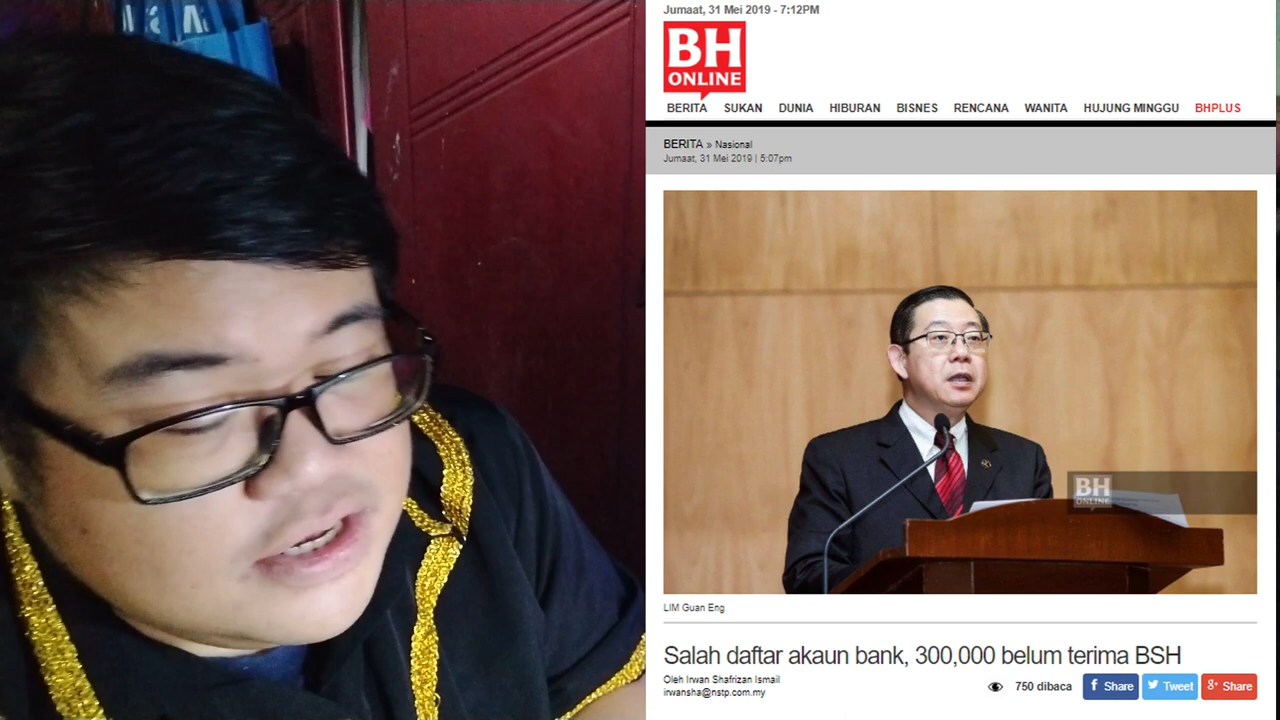 Jumaat, 31 Mei 2019 - 7:12PM
BH
ONLINE
BERITA SUKAN DUNIA HIBURAN BISNES RENCANA WANITA HUJUNG MINGGU BHPLUS
BERITA » Nasional
Jumaat, 31 Mei 2019 | 5:07pm
BH
ONLINE
LIM Guan Eng
Salah daftar akaun bank, 300,000 belum terima BSH
Oleh Irwan Shafrizan Ismail
irwansha@nstp.com.my
750 dibaca
f Share
Tweet
g+ Share